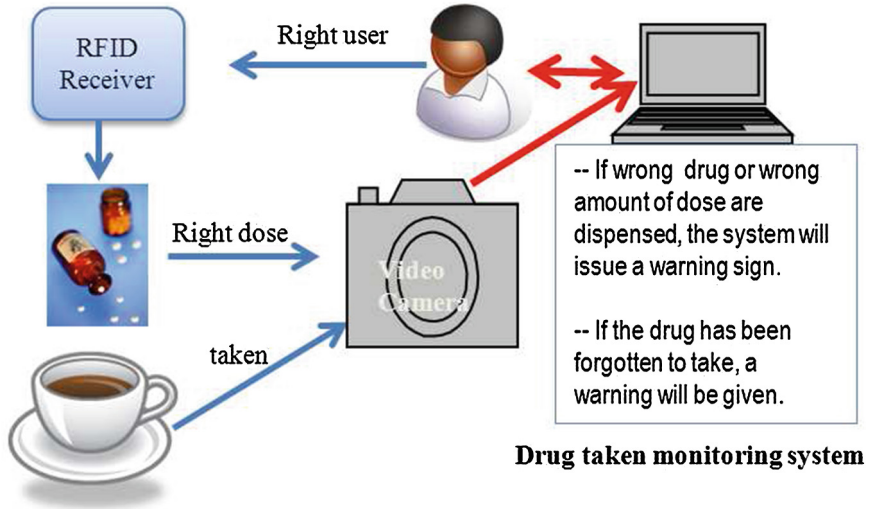 RFID
Receiver
Right user
Right dose
Video
Camera
taken
-- If wrong drug or wrong
amount of dose are
dispensed, the system will
issue a warning sign.
-- If the drug has been
forgotten to take, a
warning will be given.
Drug taken monitoring system